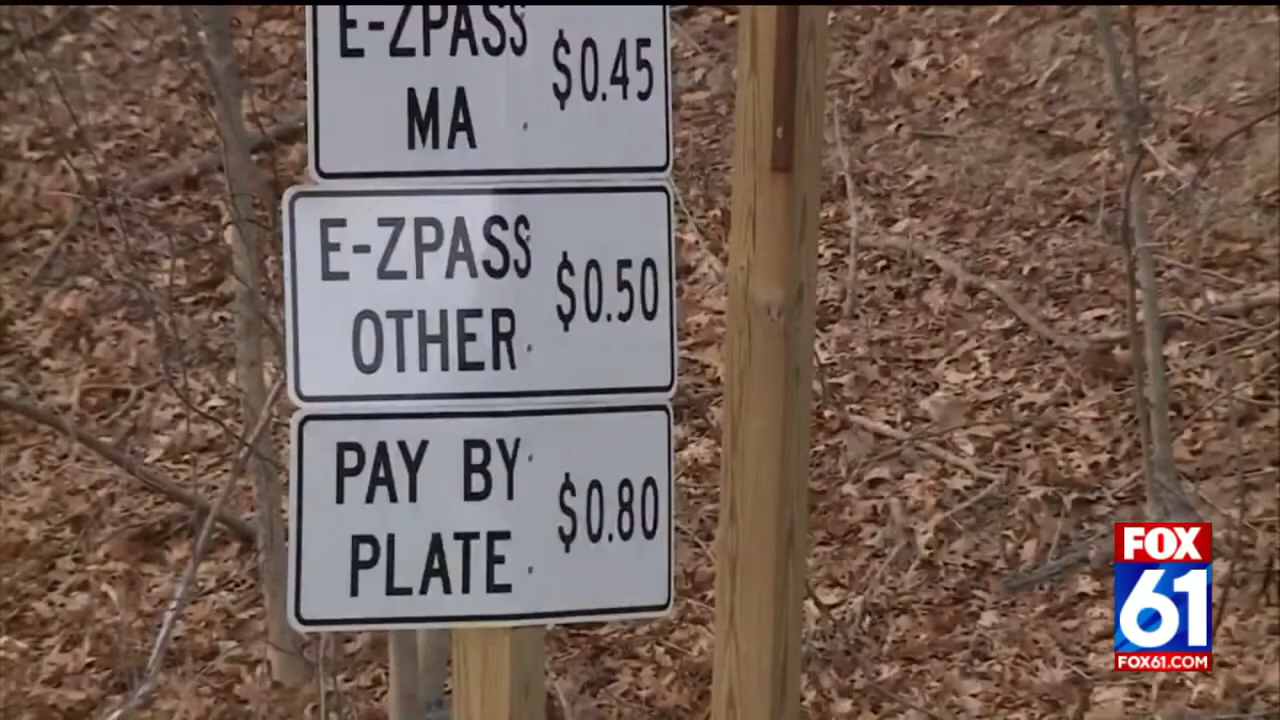 E-ZPASS
MA
$0.45
E-ZPASS
OTHER
$0.50
PAY BY
PLATE
$0.80
FOX
61
FOX61.COM